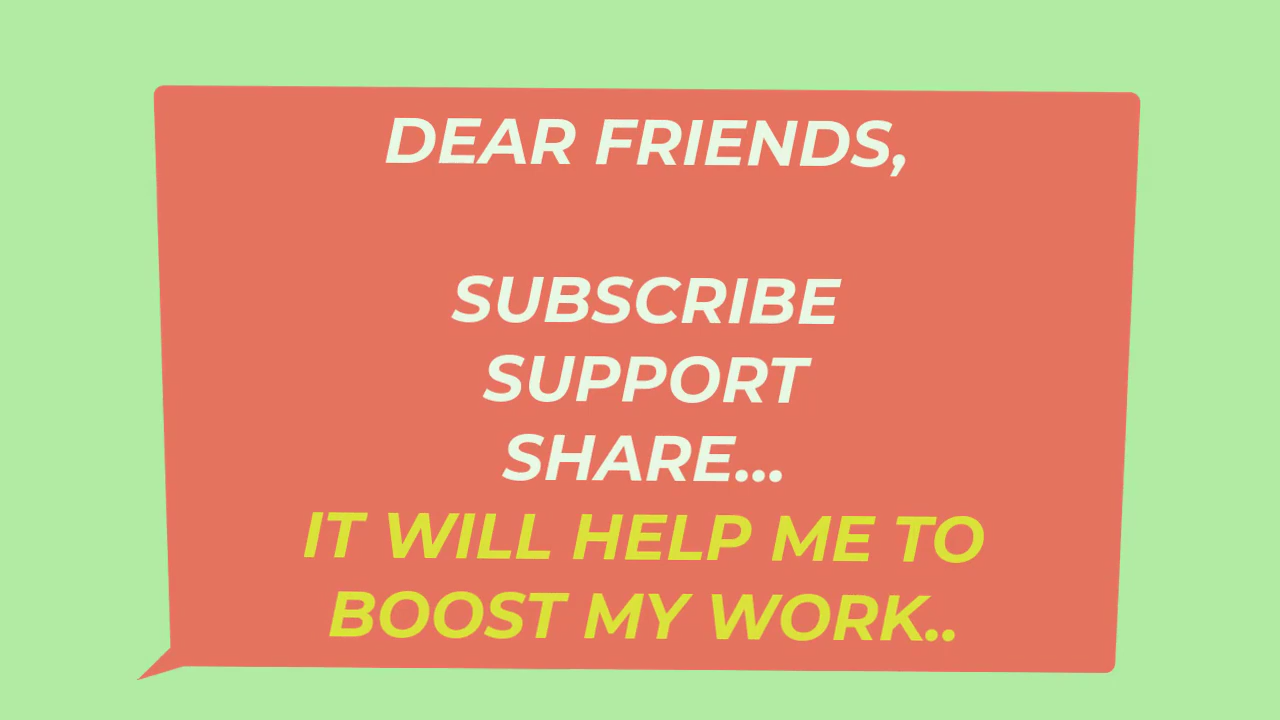 DEAR FRIENDS,
SUBSCRIBE
SUPPORT
SHARE...
IT WILL HELP ME TO
BOOST MY WORK..